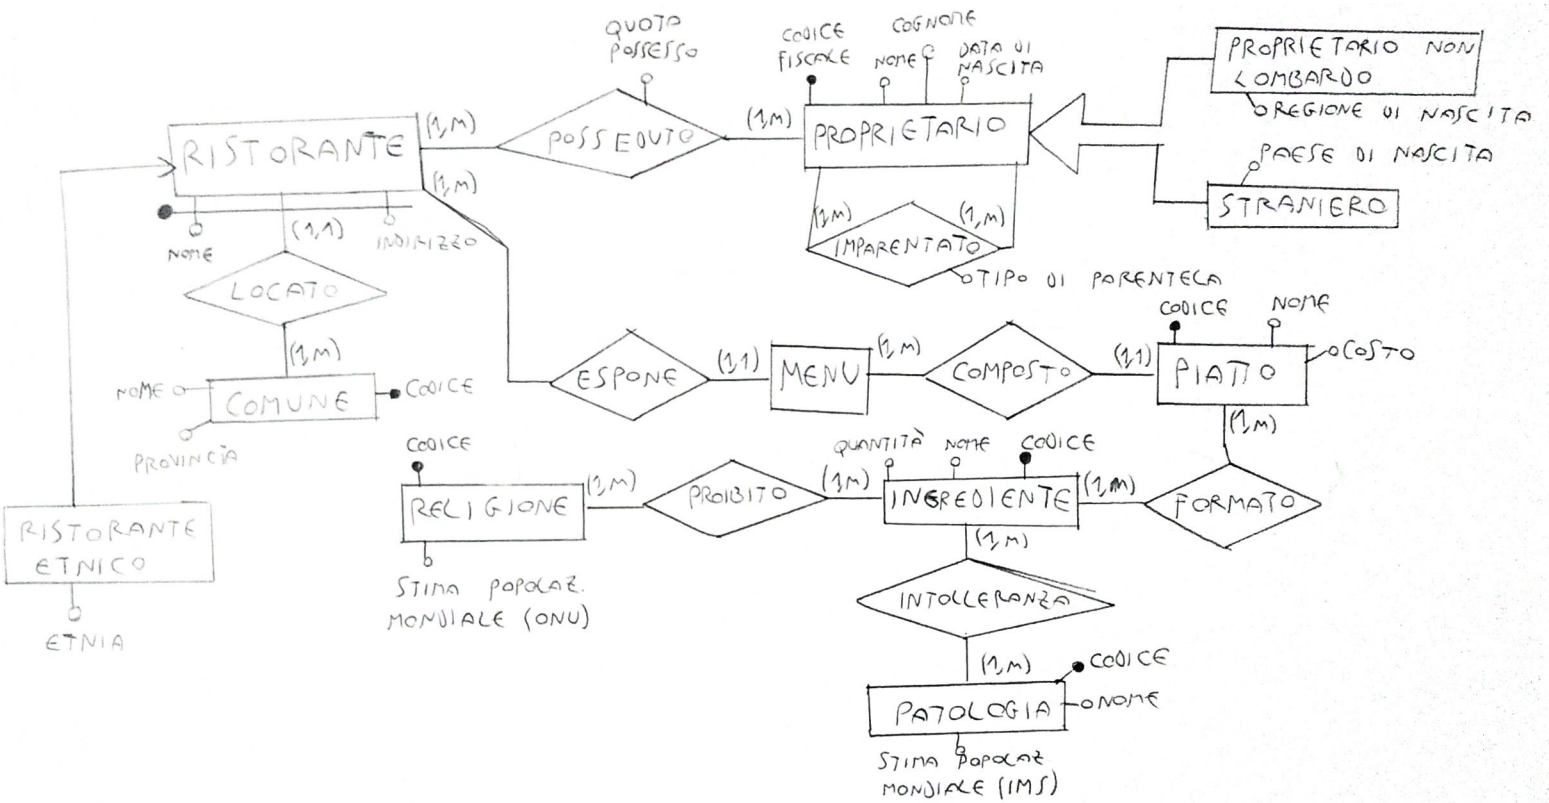 QUOTA
POSSESSO
CODICE
FISCALE
NOME
COGNOME
DATA DI
NASCITA
PROPRIETARIO NON
LOMBARDO
REGIONE DI NASCITA
RISTORANTE
(1,M)
POSSEDUTO
(1,M)
PROPRIETARIO
PAESE DI NASCITA
STRANIERO
(1,M)
(1,M)
(1,M)
IMPARENTATO
TIPO DI PARENTELA
NOME
(1,1)
INDIRIZZO
LOCATO
(1,M)
NOME
COMUNE
CODICE
PROVINCIA
ESPONE
(1,1)
MENU
(1,M)
COMPOSTO
(1,1)
CODICE
NOME
PIATTO
COSTO
(1,M)
CODICE
RELIGIONE
(1,M)
PROIBITO
(1,M)
QUANTITÀ
NOME
CODICE
INGREDIENTE
(1,M)
FORMATO
STIMA POPOLAZ.
MONDIALE (ONU)
(1,M)
INTOLLERANZA
(1,M)
CODICE
PATOLOGIA
NOME
STIMA POPOLAZ
MONDIALE (IMS)
RISTORANTE
ETNICO
ETNIA